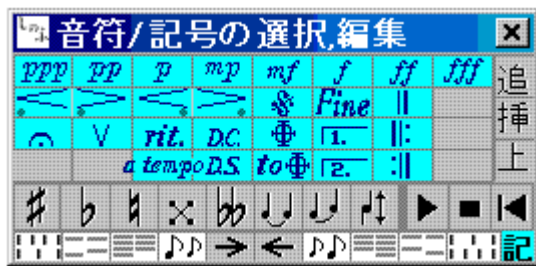 音符/記号の選択,編集
ppp pp p mp mf f ff fff 追
Fine 挿
V rit. D.C. 1. 上
a tempo D.S. to 2.
記